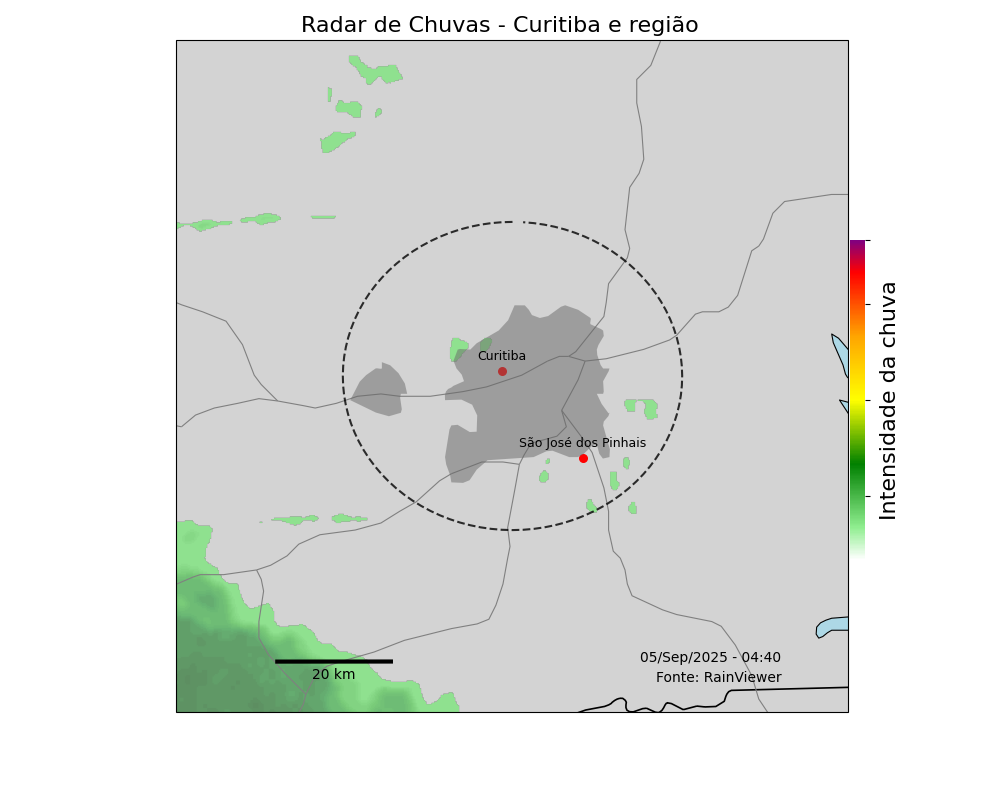 Radar de Chuvas - Curitiba e região
Curitiba
São José dos Pinhais
Intensidade da chuva
05/Sep/2025 - 04:40
Fonte: RainViewer
20 km